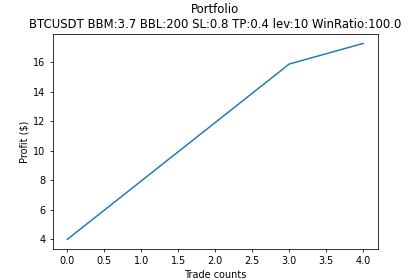 Portfolio
BTCUSDT BBM:3.7 BBL:200 SL:0.8 TP:0.4 lev:10 WinRatio:100.0
Profit ($)
16
14
12
10
8
6
4
0.0 0.5 1.0 1.5 2.0 2.5 3.0 3.5 4.0
Trade counts